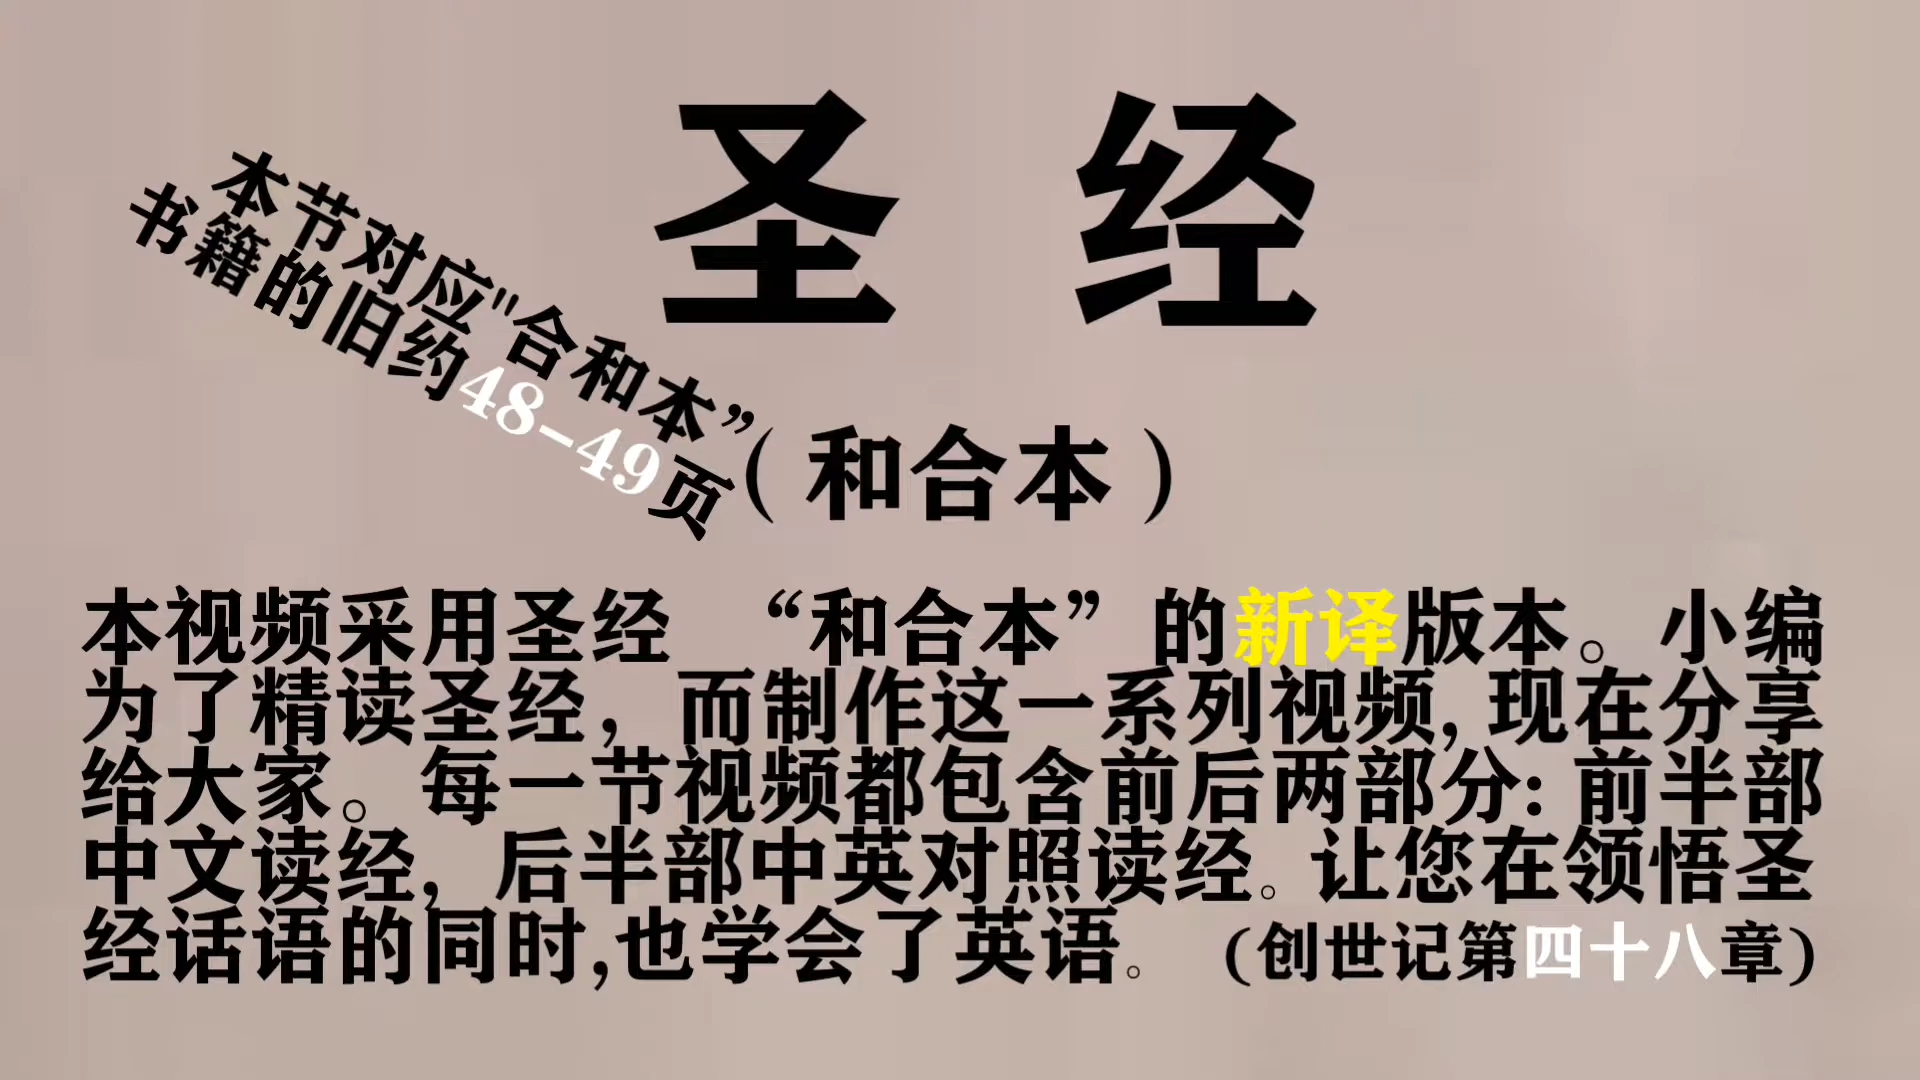 圣 经
本节对应"合和本”
书籍的旧约48-49页
（和合本）
本视频采用圣经 “和合本”的新译版本。小编
为了精读圣经，而制作这一系列视频,现在分享
给大家。每一节视频都包含前后两部分:前半部
中文读经，后半部中英对照读经。让您在领悟圣
经话语的同时,也学会了英语。 (创世记第四十八章)